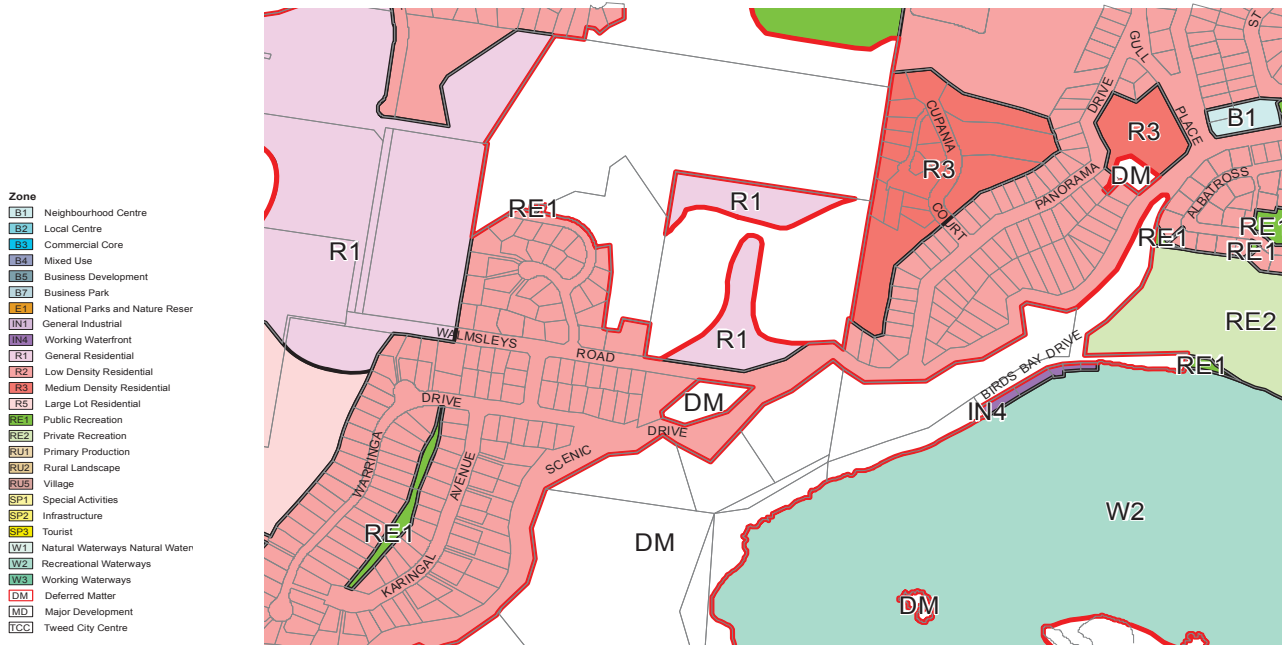 Zone
B1 Neighbourhood Centre
B2 Local Centre
B3 Commercial Core
B4 Mixed Use
B5 Business Development
B7 Business Park
E1 National Parks and Nature Reser
IN1 General Industrial
IN4 Working Waterfront
R1 General Residential
R2 Low Density Residential
R3 Medium Density Residential
R5 Large Lot Residential
RE1 Public Recreation
RE2 Private Recreation
RU1 Primary Production
RU2 Rural Landscape
RU5 Village
SP1 Special Activities
SP2 Infrastructure
SP3 Tourist
W1 Natural Waterways Natural Water
W2 Recreational Waterways
W3 Working Waterways
DM Deferred Matter
MD Major Development
TCC Tweed City Centre
ST
GULL
DRIVE
PLACE
B1
R3
CUPANIA
COURT
R3
DM
PANORAMA
ALBATROSS
RE1
R1
RE1
RE1
RE1
R1
RE2
WALMSLEYS
ROAD
R1
BIRDS BAY DRIVE
RE1
IN4
DRIVE
DM
DRIVE
SCENIC
WARRINGA
AVENUE
RE1
KARINGAL
DM
W2
DM